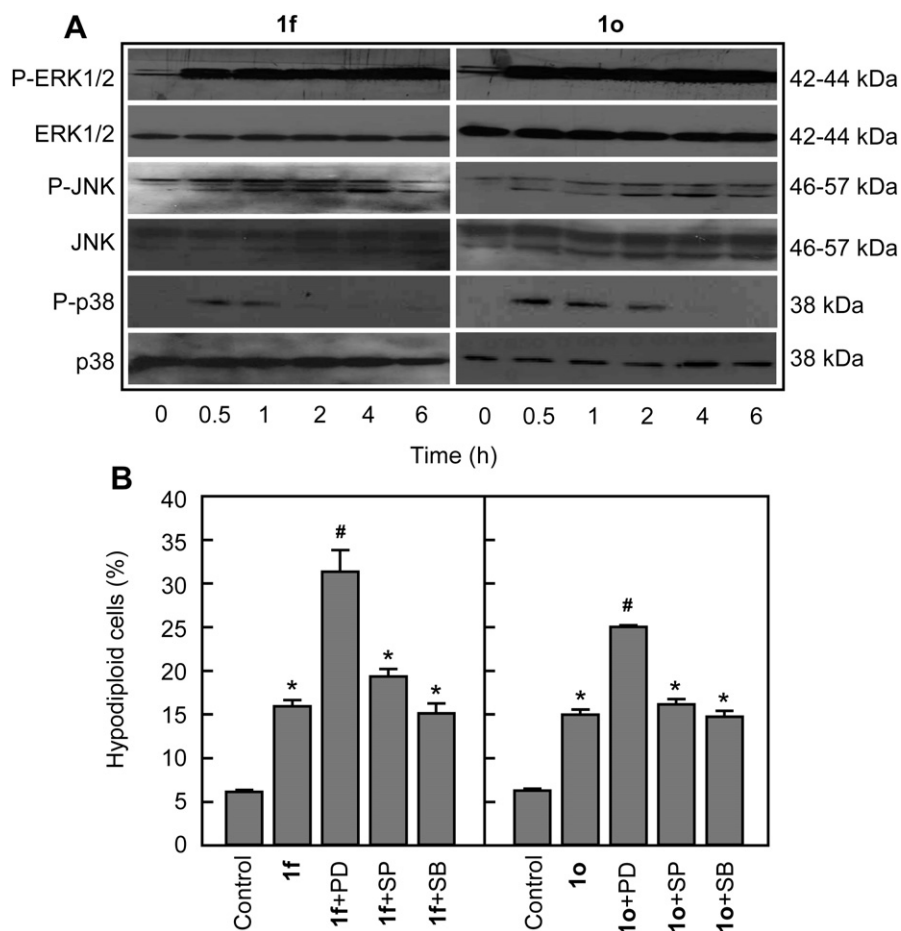 A
1f
1o
P-ERK1/2
42-44 kDa
ERK1/2
42-44 kDa
P-JNK
46-57 kDa
JNK
46-57 kDa
P-p38
38 kDa
p38
38 kDa
0 0.5 1 2 4 6 0 0.5 1 2 4 6
Time (h)
B
Hypodiploid cells (%)
40
35
30
25
20
15
10
5
0
#
*
*
*
#
*
*
*
Control
1f
1f+PD
1f+SP
1f+SB
Control
1o
1o+PD
1o+SP
1o+SB